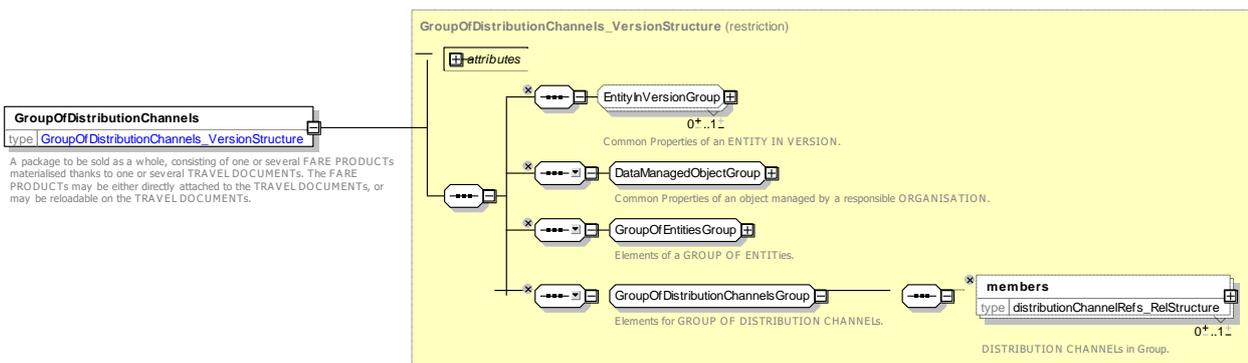 GroupOfDistributionChannels_VersionStructure (restriction)
attributes
EntityInVersionGroup
0..1
Common Properties of an ENTITY IN VERSION.
GroupOfDistributionChannels
type GroupOfDistributionChannels_VersionStructure
A package to be sold as a whole, consisting of one or several FARE PRODUCTs
materialised thanks to one or several TRAVEL DOCUMENTS. The FARE
PRODUCTs may be either directly attached to the TRAVEL DOCUMENTS, or
may be reloadable on the TRAVEL DOCUMENTS.
DataManagedObjectGroup
Common Properties of an object managed by a responsible ORGANISATION.
GroupOfEntitiesGroup
Elements of a GROUP OF ENTITies.
GroupOfDistributionChannelsGroup
Elements for GROUP OF DISTRIBUTION CHANNELs.
members
type distributionChannelRefs_RelStructure
0..1
DISTRIBUTION CHANNELs in Group.